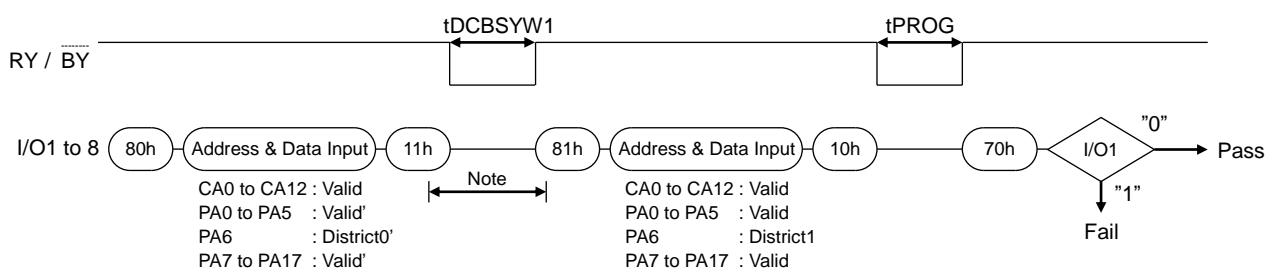 tDCBSYW1
tPROG
RY / BY
I/O1 to 8
80h
Address & Data Input
11h
81h
Address & Data Input
10h
70h
I/O1
”0”
Pass
”1”
Fail
Note
CA0 to CA12 : Valid
PA0 to PA5 : Valid’
PA6 : District0’
PA7 to PA17 : Valid’
CA0 to CA12 : Valid
PA0 to PA5 : Valid
PA6 : District1
PA7 to PA17 : Valid